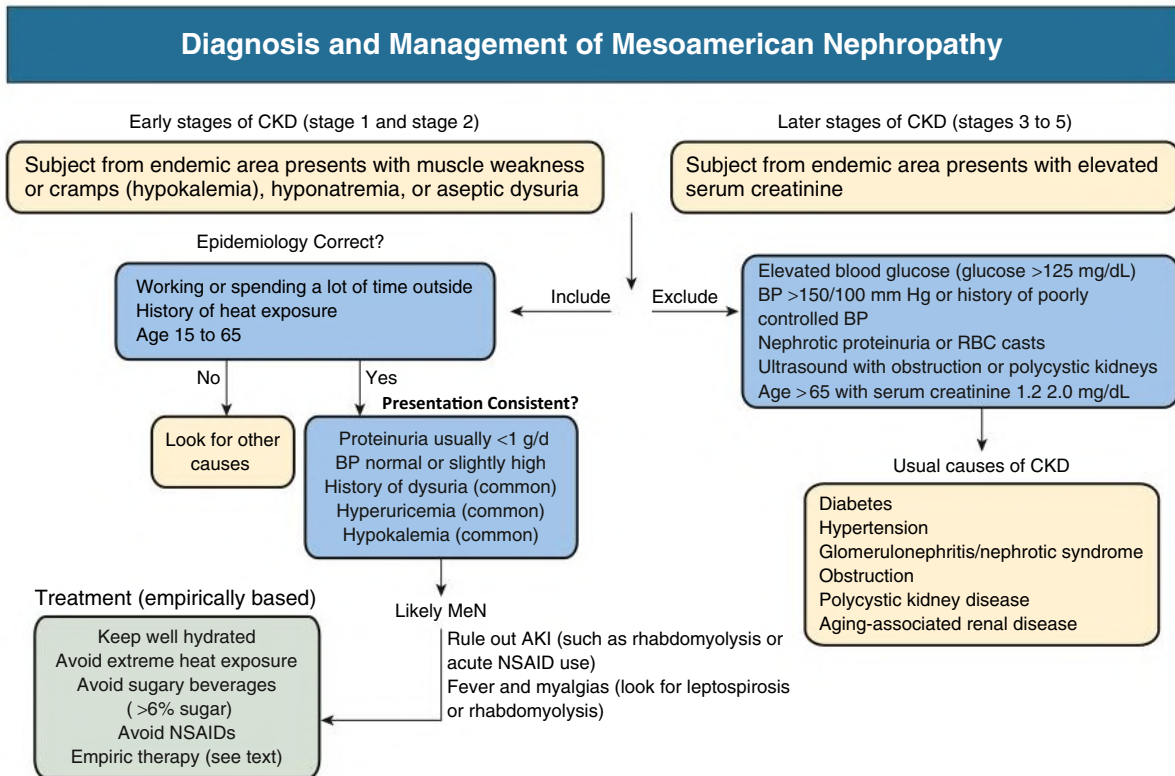 Diagnosis and Management of Mesoamerican Nephropathy
Early stages of CKD (stage 1 and stage 2)
Subject from endemic area presents with muscle weakness
or cramps (hypokalemia), hyponatremia, or aseptic dysuria
Later stages of CKD (stages 3 to 5)
Subject from endemic area presents with elevated
serum creatinine
Epidemiology Correct?
Working or spending a lot of time outside
History of heat exposure
Age 15 to 65
Include
Exclude
Elevated blood glucose (glucose >125 mg/dL)
BP >150/100 mm Hg or history of poorly
controlled BP
Nephrotic proteinuria or RBC casts
Ultrasound with obstruction or polycystic kidneys
Age >65 with serum creatinine 1.2 2.0 mg/dL
No
Yes
Look for other
causes
Presentation Consistent?
Proteinuria usually <1 g/d
BP normal or slightly high
History of dysuria (common)
Hyperuricemia (common)
Hypokalemia (common)
Usual causes of CKD
Diabetes
Hypertension
Glomerulonephritis/nephrotic syndrome
Obstruction
Polycystic kidney disease
Aging-associated renal disease
Likely MeN
Rule out AKI (such as rhabdomyolysis or
acute NSAID use)
Fever and myalgias (look for leptospirosis
or rhabdomyolysis)
Treatment (empirically based)
Keep well hydrated
Avoid extreme heat exposure
Avoid sugary beverages
( >6% sugar)
Avoid NSAIDs
Empiric therapy (see text)